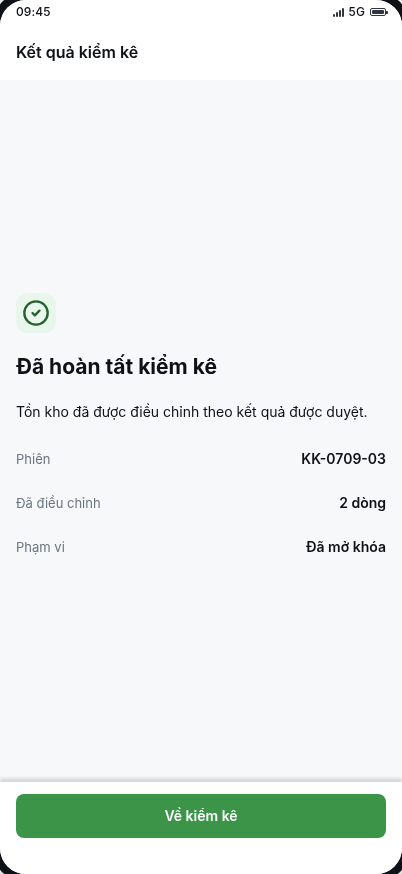 09:45
5G
Kết quả kiểm kê
Đã hoàn tất kiểm kê
Tồn kho đã được điều chỉnh theo kết quả được duyệt.
Phiên KK-0709-03
Đã điều chỉnh 2 dòng
Phạm vi Đã mở khóa
Về kiểm kê